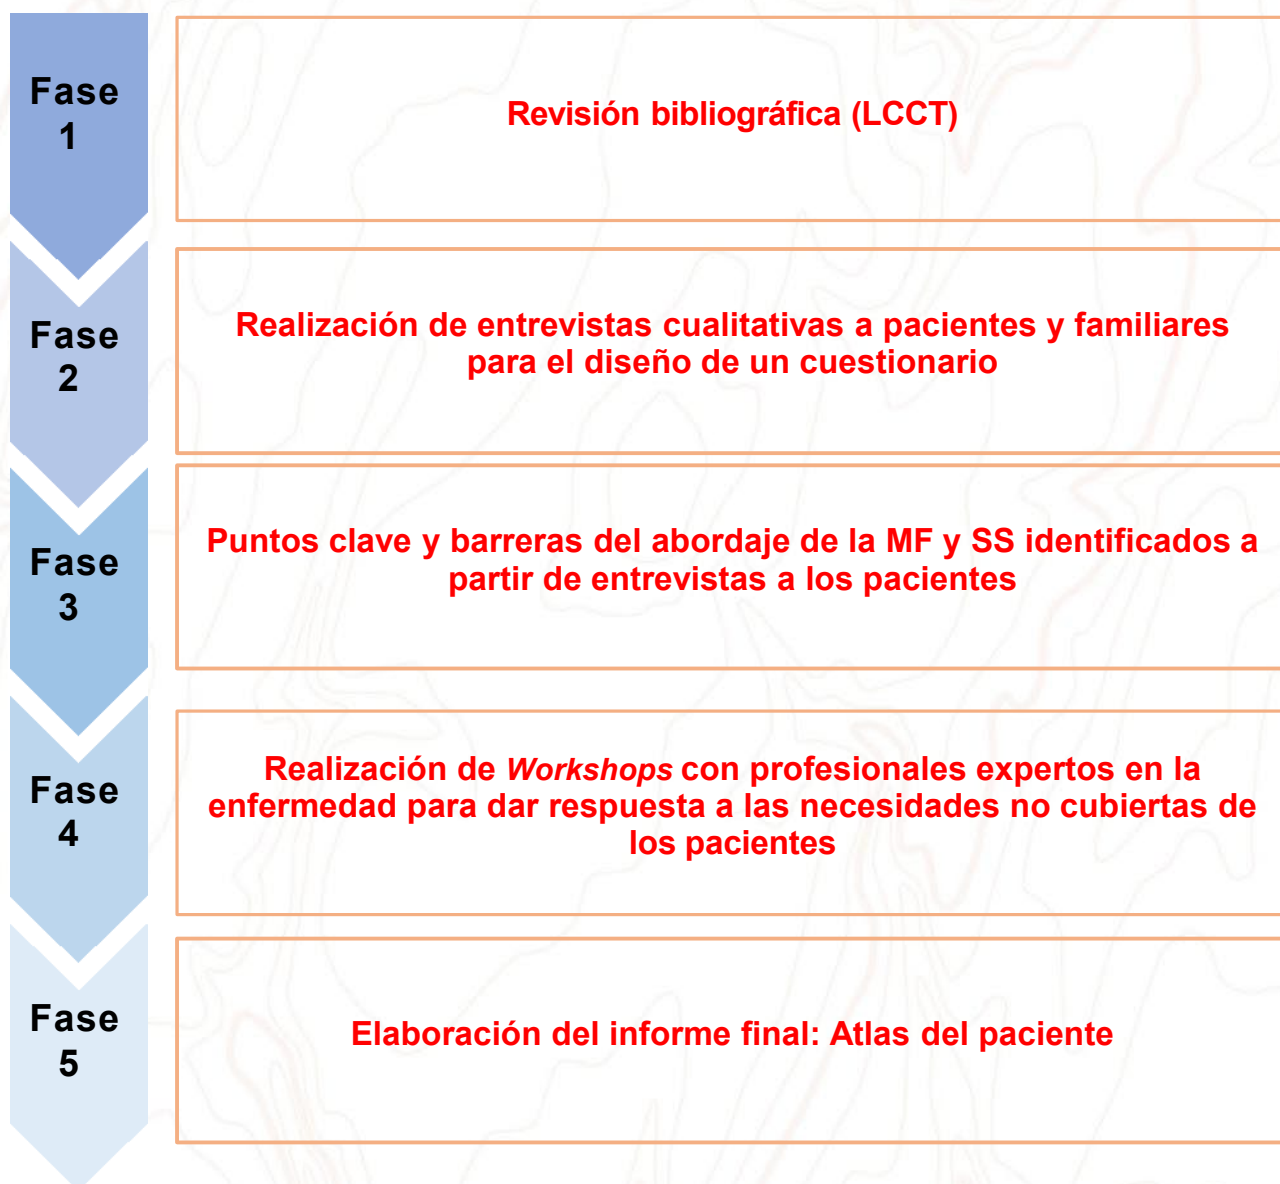 Fase
1
Revisión bibliográfica (LCCT)
Fase
2
Realización de entrevistas cualitativas a pacientes y familiares
para el diseño de un cuestionario
Fase
3
Puntos clave y barreras del abordaje de la MF y SS identificados a
partir de entrevistas a los pacientes
Fase
4
Realización de Workshops con profesionales expertos en la
enfermedad para dar respuesta a las necesidades no cubiertas de
los pacientes
Fase
5
Elaboración del informe final: Atlas del paciente